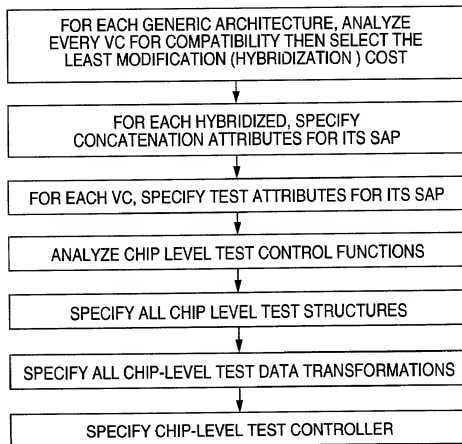 FOR EACH GENERIC ARCHITECTURE, ANALYZE
EVERY VC FOR COMPATIBILITY THEN SELECT THE
LEAST MODIFICATION (HYBRIDIZATION ) COST
FOR EACH HYBRIDIZED, SPECIFY
CONCATENATION ATTRIBUTES FOR ITS SAP
FOR EACH VC, SPECIFY TEST ATTRIBUTES FOR ITS SAP
ANALYZE CHIP LEVEL TEST CONTROL FUNCTIONS
SPECIFY ALL CHIP LEVEL TEST STRUCTURES
SPECIFY ALL CHIP-LEVEL TEST DATA TRANSFORMATIONS
SPECIFY CHIP-LEVEL TEST CONTROLLER